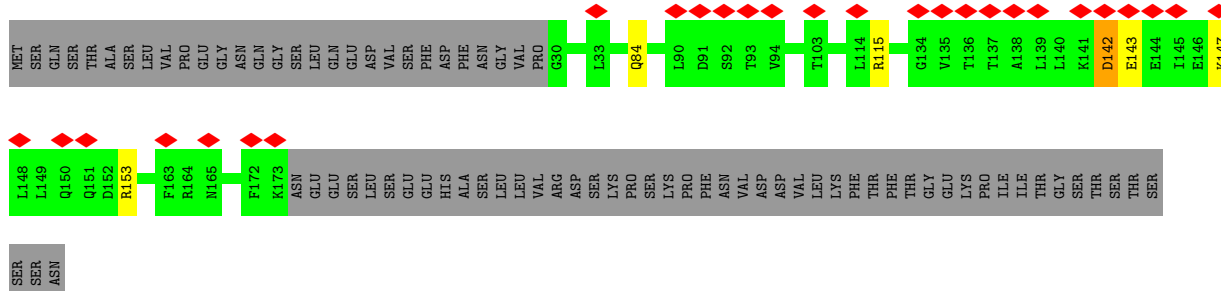 MET SER GLN SER THR ALA SER LEU VAL PRO GLU GLY ASN GLN GLY SER LEU GLN GLU ASP VAL SER PHE ASP PHE ASN GLY VAL PRO G30 L33 Q84 L90 D91 S92 T93 V94 T103 L114 R115 G134 V135 T136 T137 A138 L139 L140 K141 D142 E143 E144 I145 E146 K147
L148 L149 Q150 Q151 D152 R153 F163 R164 N165 F172 K173 ASN GLU GLU SER LEU SER GLU GLU HIS ALA SER LEU LEU VAL ARG ASP SER LYS PRO SER LYS PRO PHE ASN VAL ASP ASP VAL LEU LYS PHE THR PHE THR GLY GLU LYS PRO ILE ILE THR GLY SER THR SER THR SER
SER SER ASN